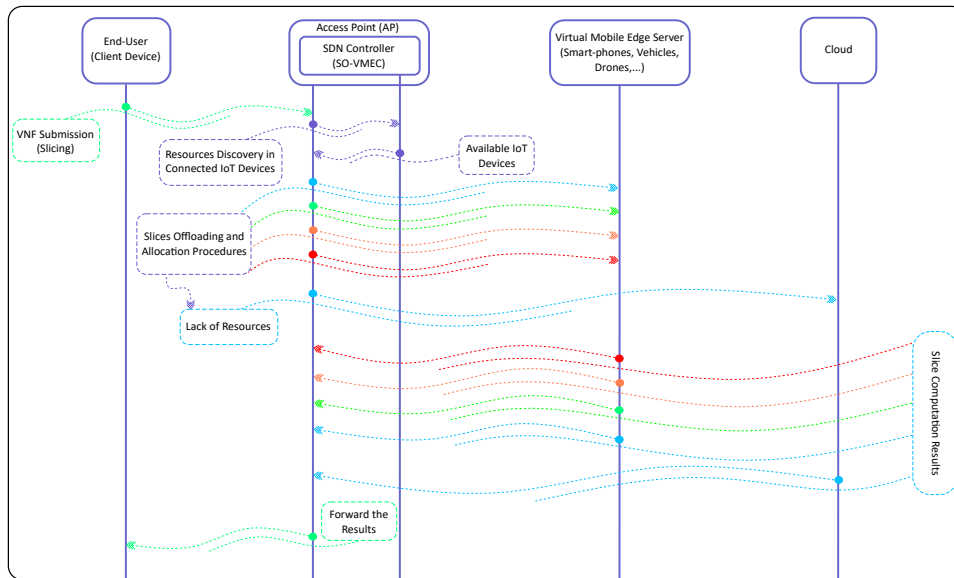 End-User
(Client Device)
Access Point (AP)
SDN Controller
(SO-VMEC)
Virtual Mobile Edge Server
(Smart-phones, Vehicles,
Drones,...)
Cloud
VNF Submission
(Slicing)
Resources Discovery in
Connected IoT Devices
Available IoT
Devices
Slices Offloading and
Allocation Procedures
Lack of Resources
Slice Computation Results
Forward the
Results